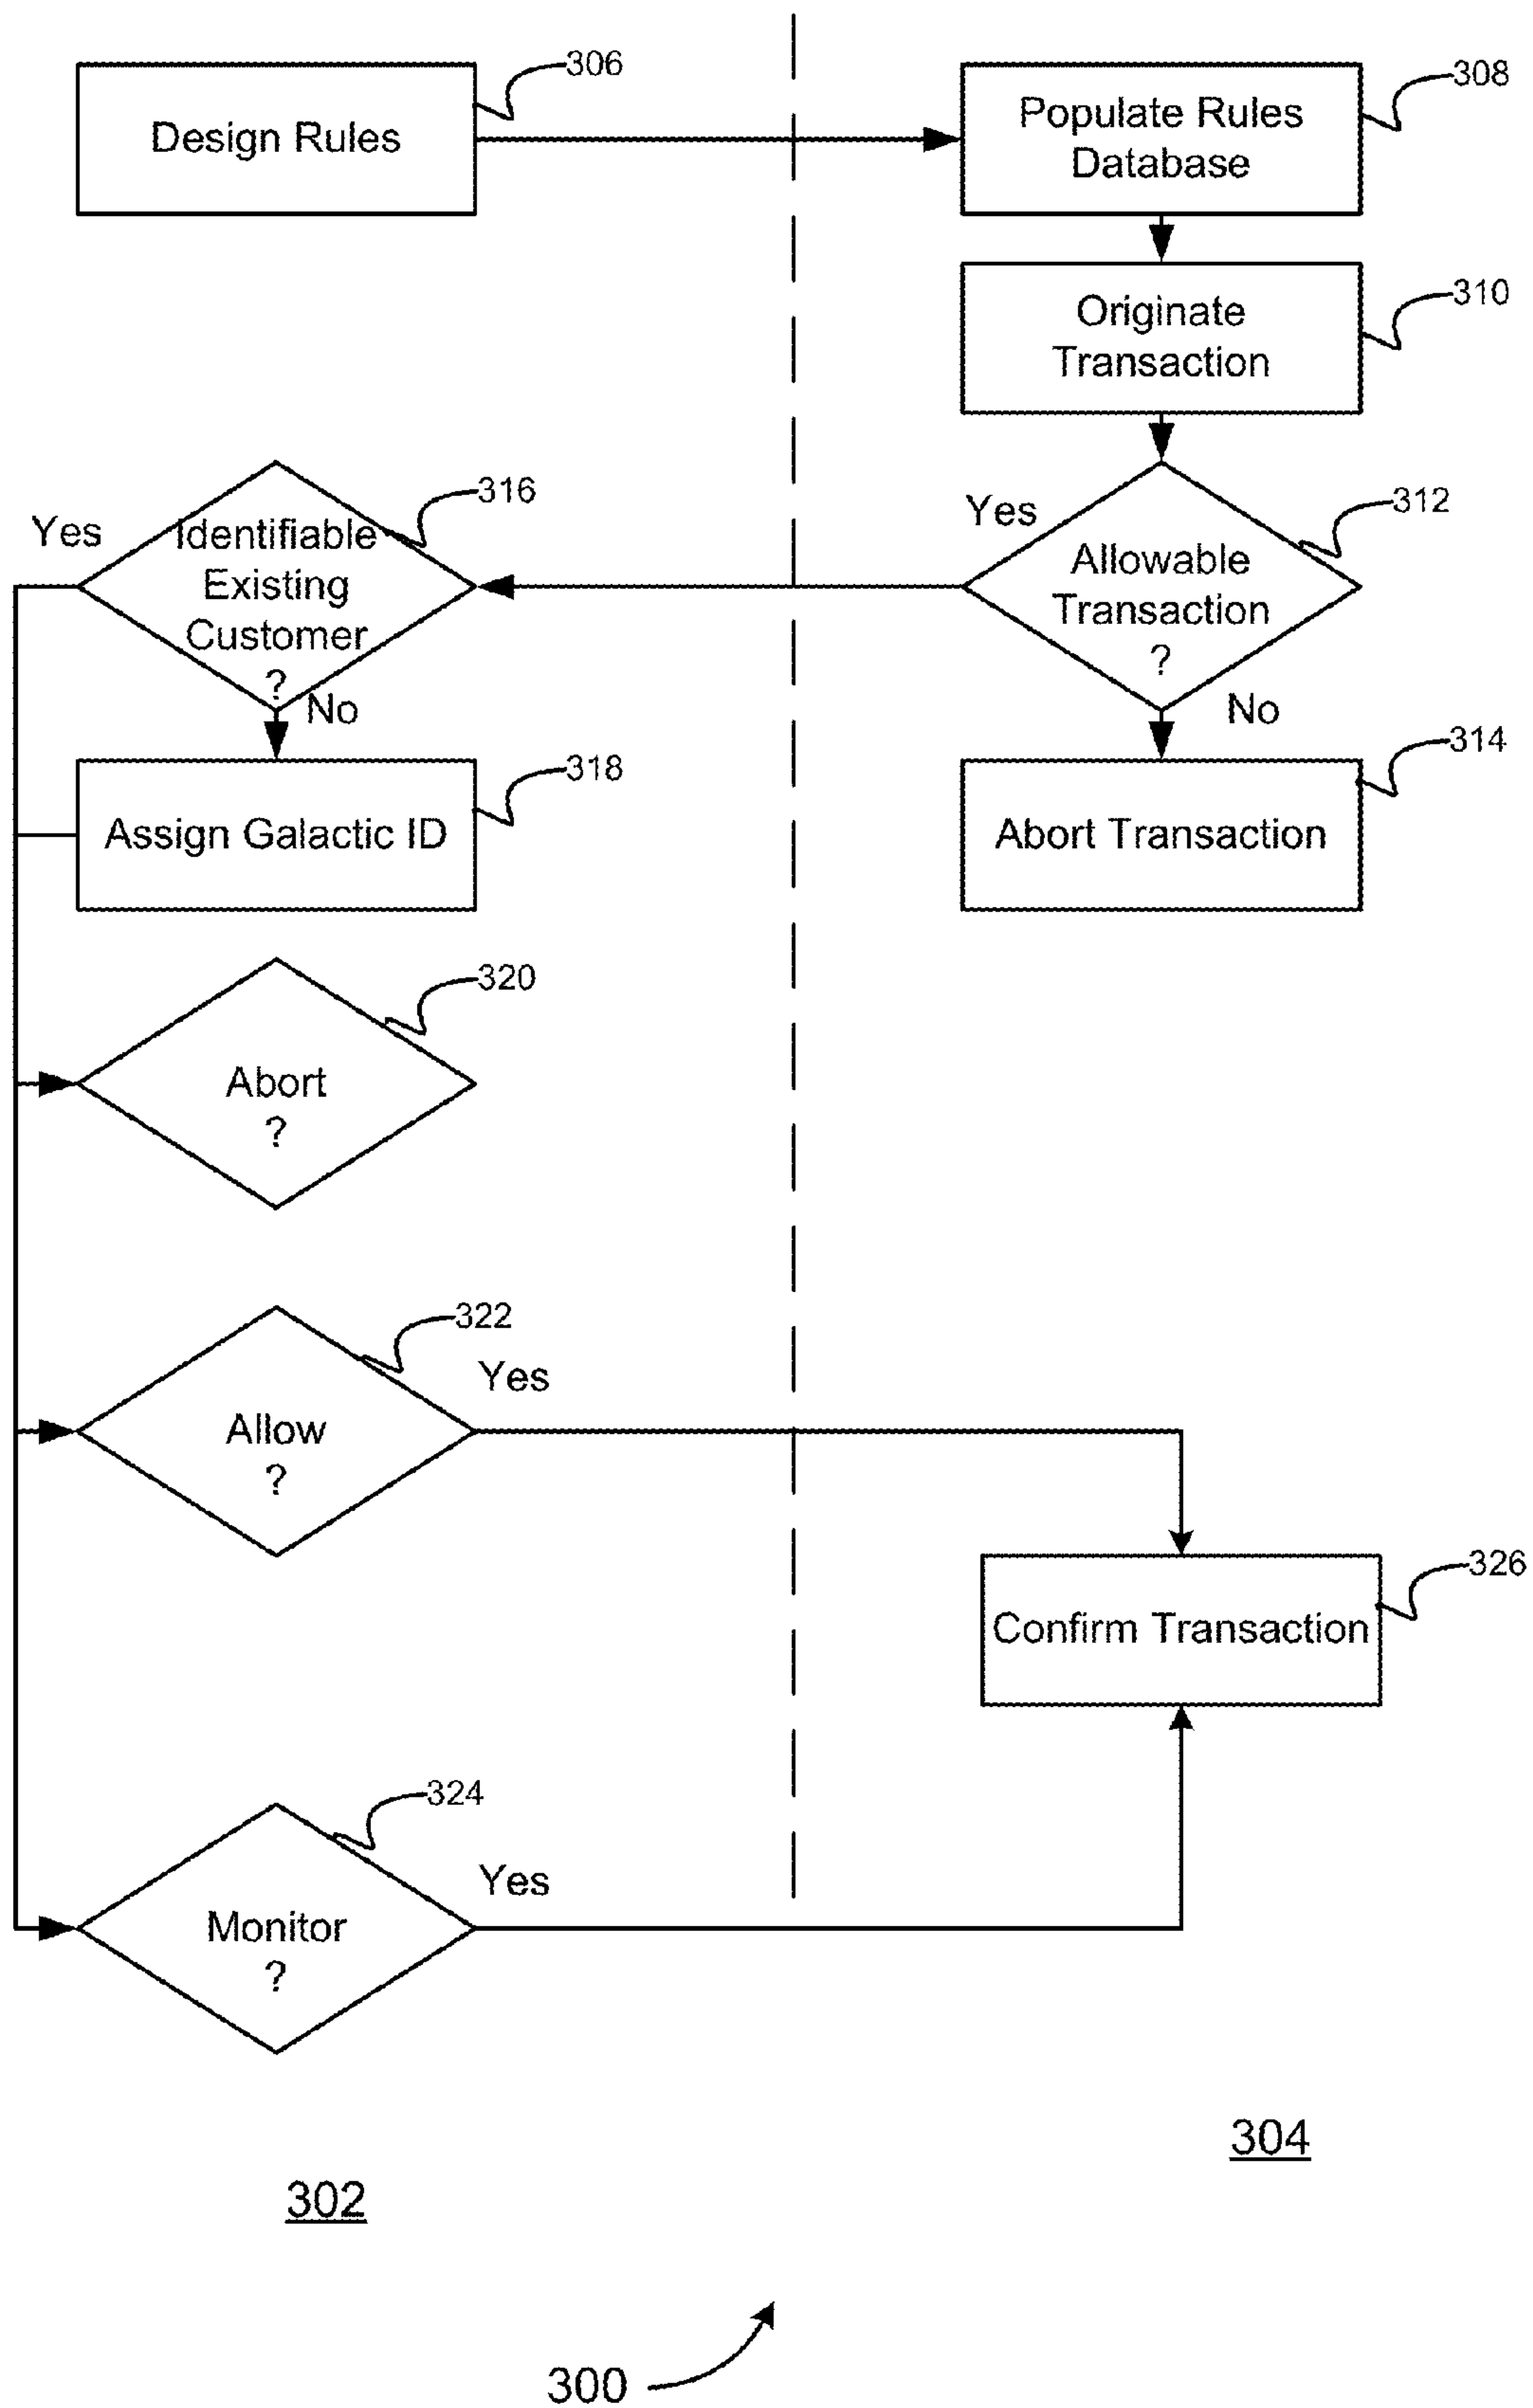 306
Design Rules
308
Populate Rules
Database
310
Originate
Transaction
316
Yes
Identifiable
Existing
Customer
?
No
312
Yes
Allowable
Transaction
?
No
318
Assign Galactic ID
314
Abort Transaction
320
Abort
?
322
Yes
Allow
?
326
Confirm Transaction
324
Yes
Monitor
?
304
302
300